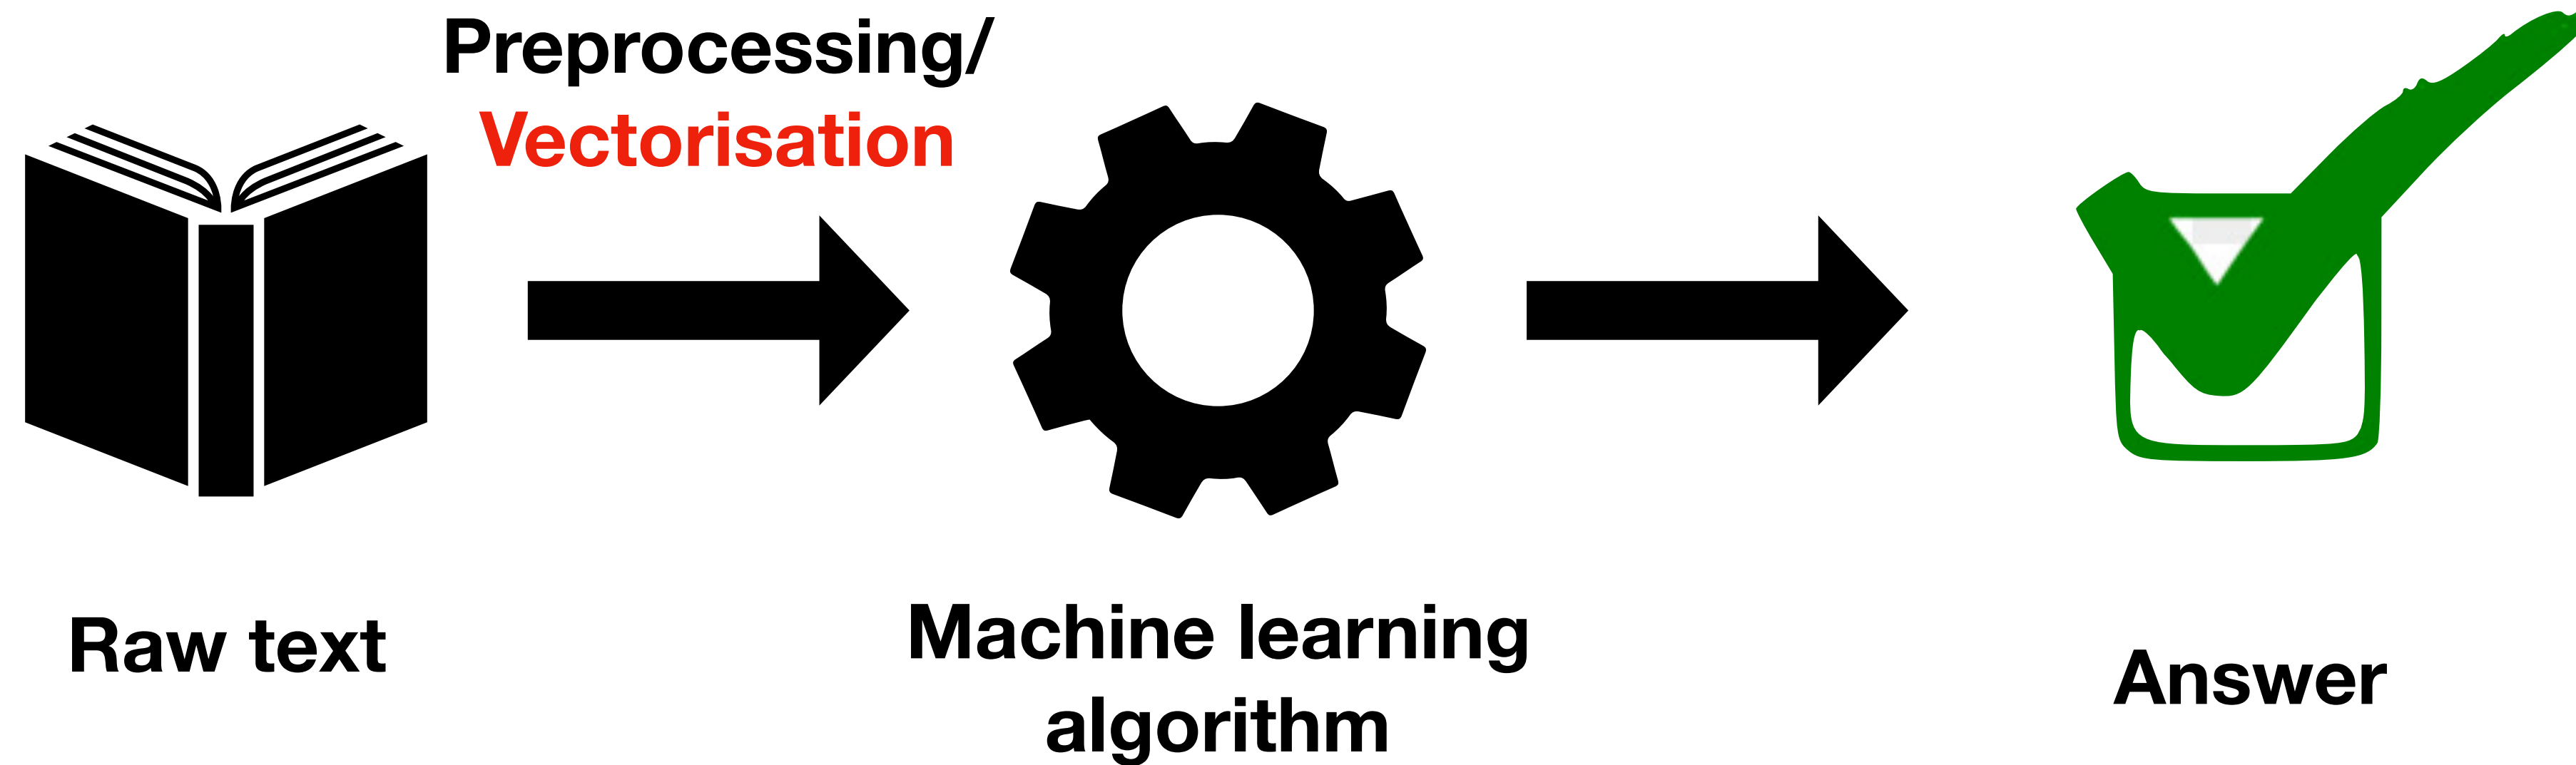 Preprocessing/
Vectorisation
Raw text
Machine learning
algorithm
Answer